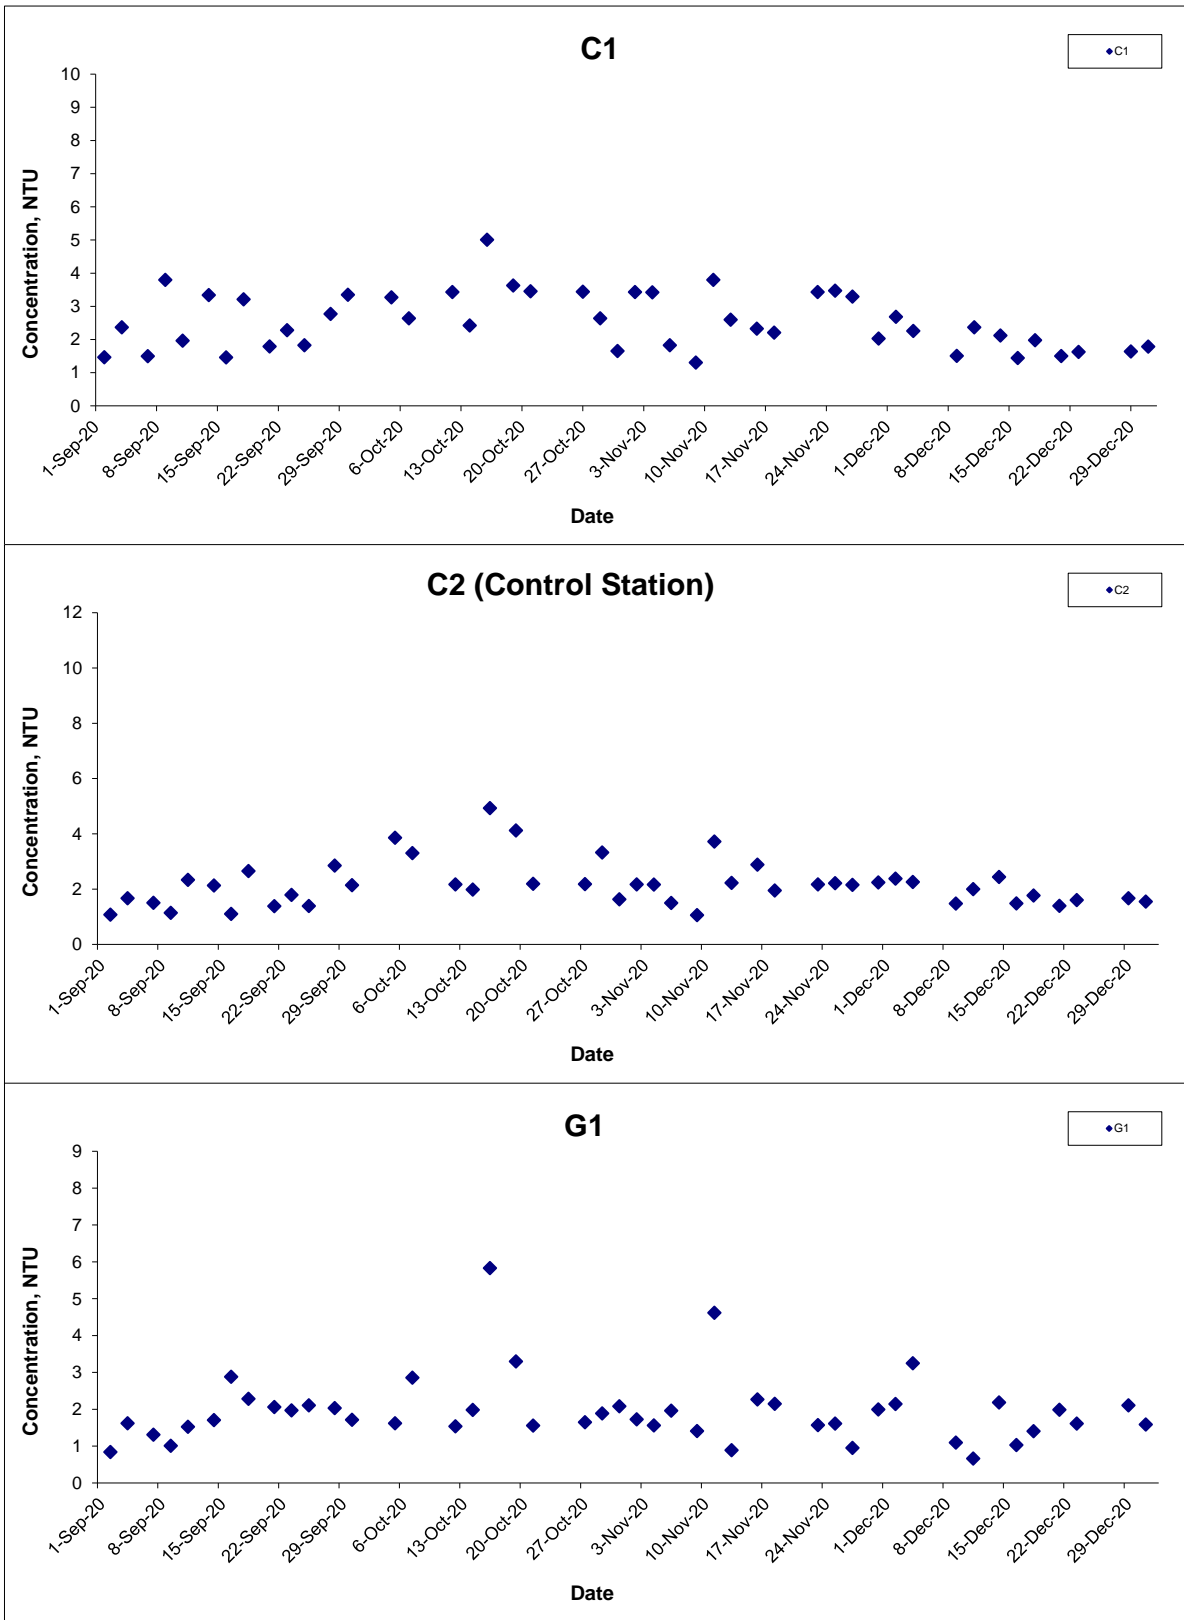 C1
C1
10
9
8
7
6
5
4
3
2
1
0
Concentration, NTU
1-Sep-20
8-Sep-20
15-Sep-20
22-Sep-20
29-Sep-20
6-Oct-20
13-Oct-20
20-Oct-20
27-Oct-20
3-Nov-20
10-Nov-20
17-Nov-20
24-Nov-20
1-Dec-20
8-Dec-20
15-Dec-20
22-Dec-20
29-Dec-20
Date
C2 (Control Station)
C2
12
10
8
6
4
2
0
Concentration, NTU
1-Sep-20
8-Sep-20
15-Sep-20
22-Sep-20
29-Sep-20
6-Oct-20
13-Oct-20
20-Oct-20
27-Oct-20
3-Nov-20
10-Nov-20
17-Nov-20
24-Nov-20
1-Dec-20
8-Dec-20
15-Dec-20
22-Dec-20
29-Dec-20
Date
G1
G1
9
8
7
6
5
4
3
2
1
0
Concentration, NTU
1-Sep-20
8-Sep-20
15-Sep-20
22-Sep-20
29-Sep-20
6-Oct-20
13-Oct-20
20-Oct-20
27-Oct-20
3-Nov-20
10-Nov-20
17-Nov-20
24-Nov-20
1-Dec-20
8-Dec-20
15-Dec-20
22-Dec-20
29-Dec-20
Date